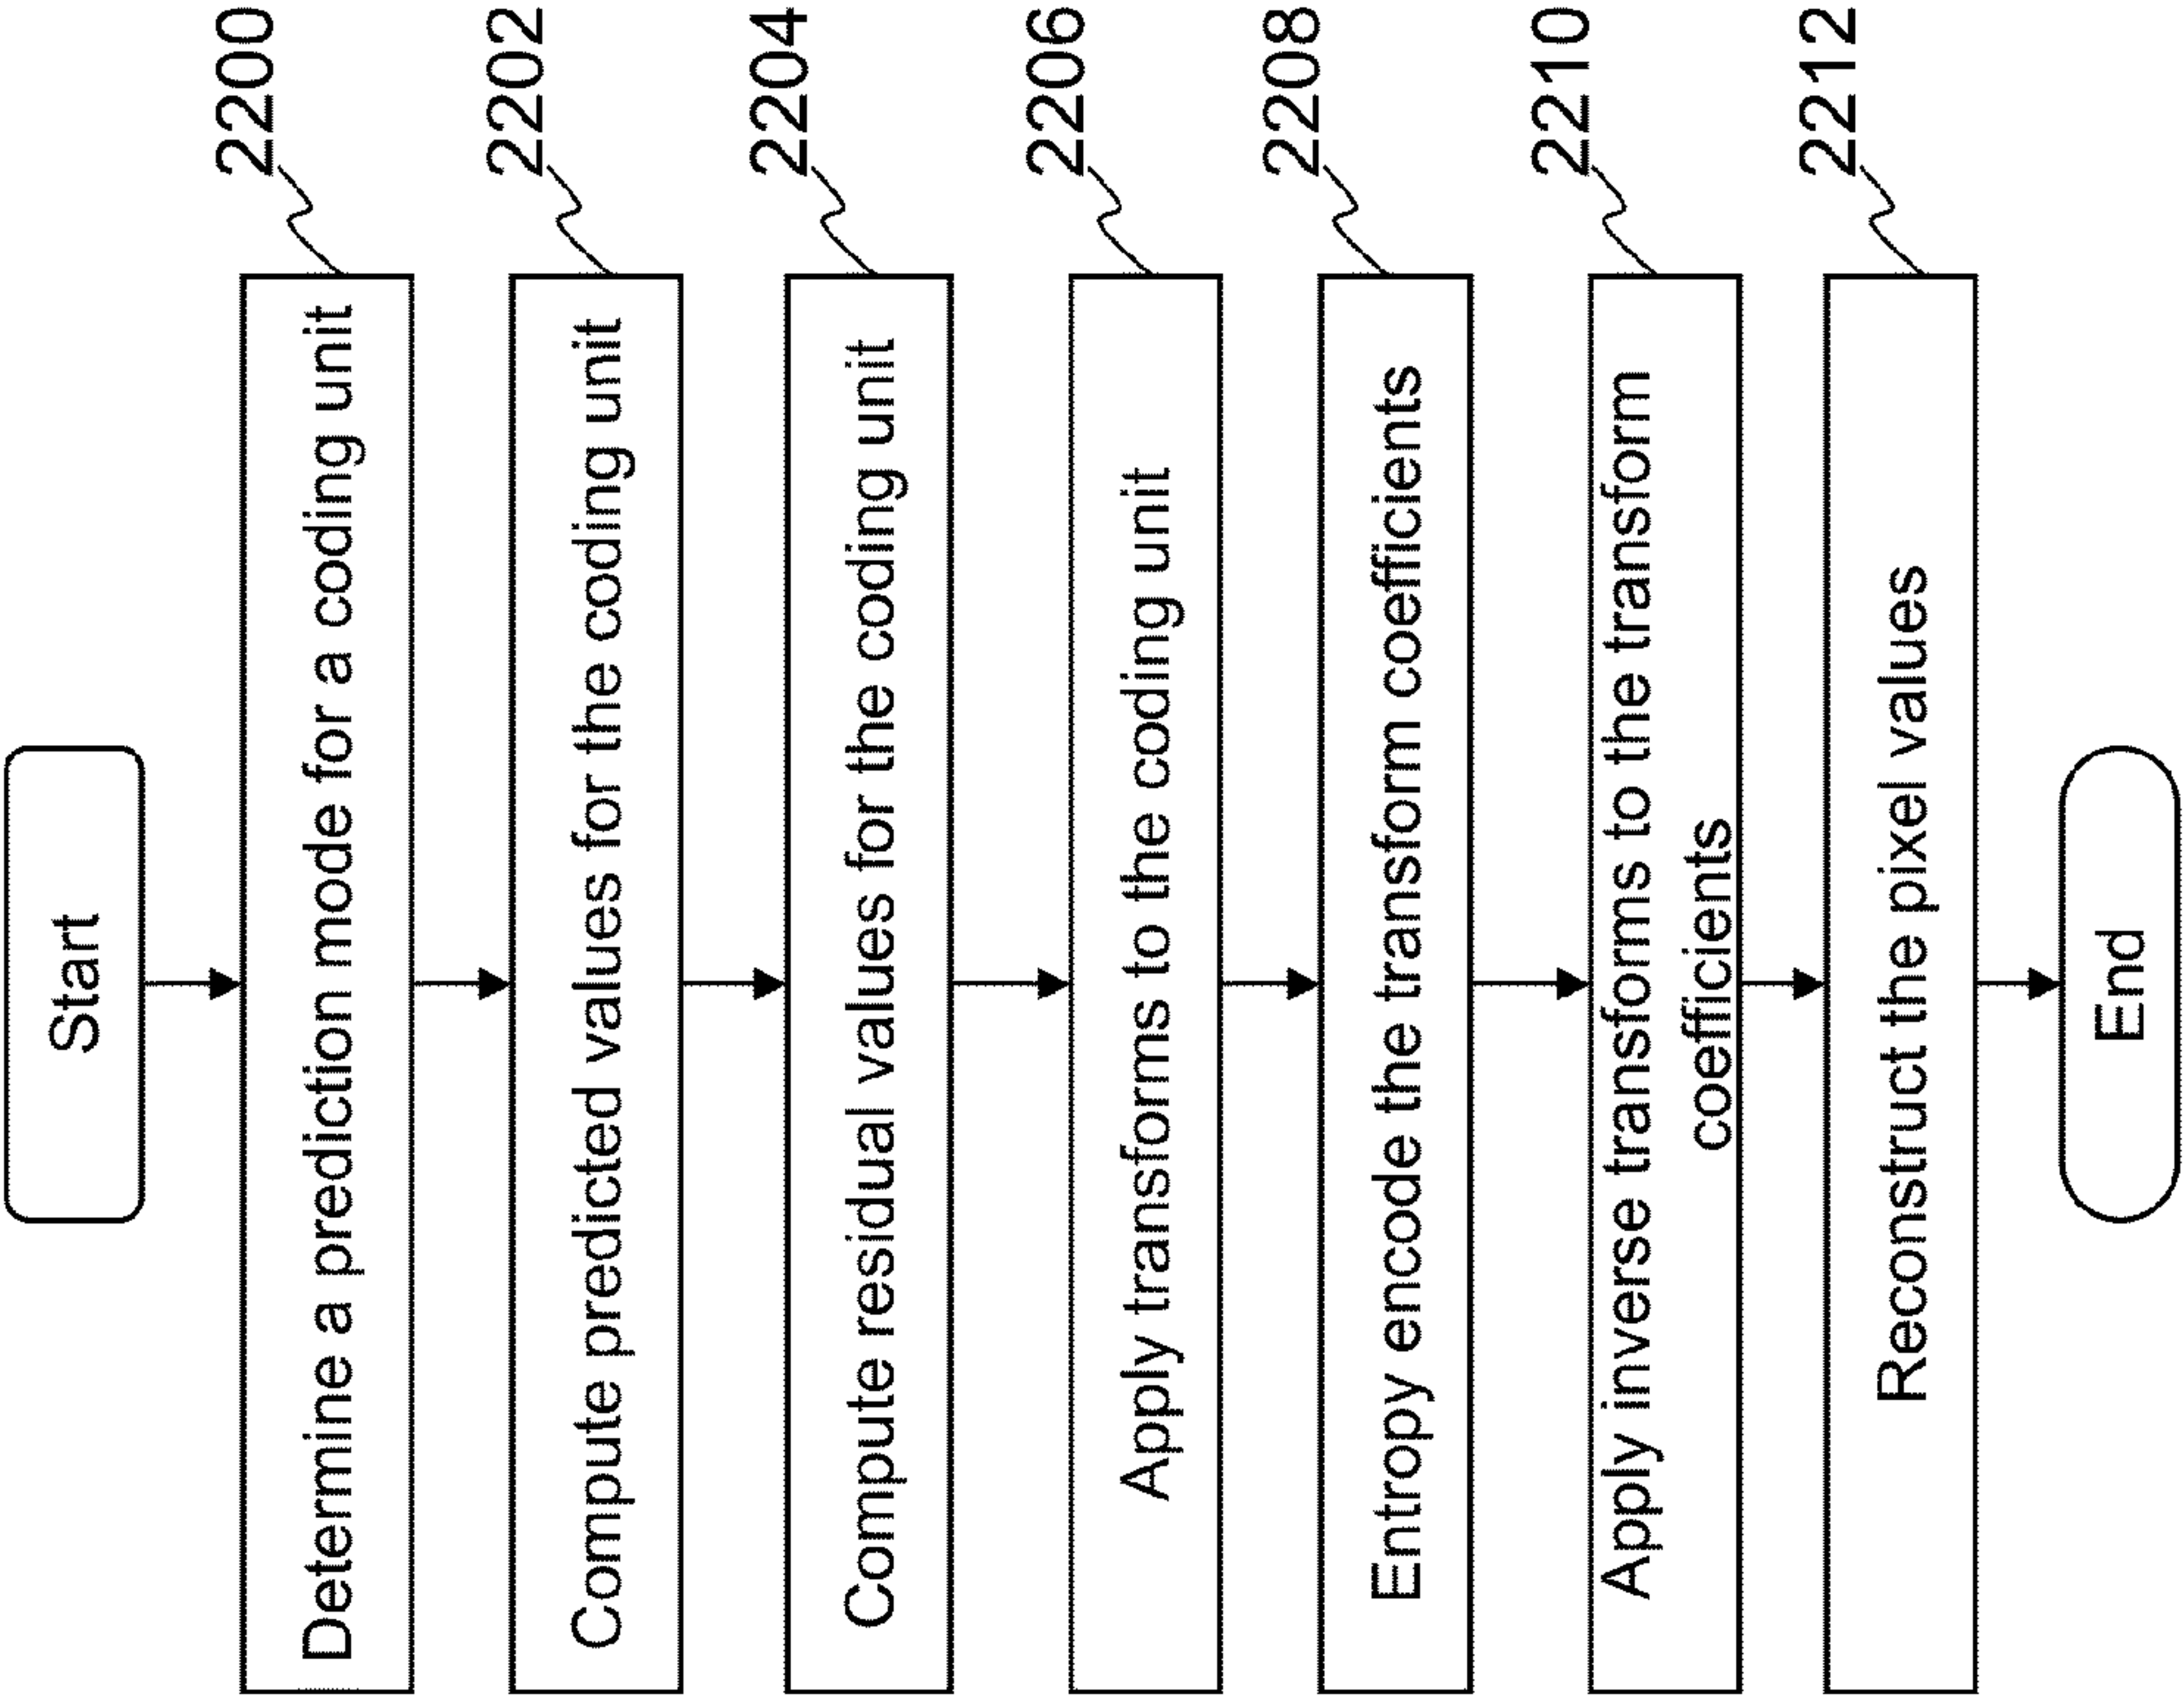 Start
2200
Determine a prediction mode for a coding unit
2202
Compute predicted values for the coding unit
2204
Compute residual values for the coding unit
2206
Apply transforms to the coding unit
2208
Entropy encode the transform coefficients
2210
Apply inverse transforms to the transform
coefficients
2212
Reconstruct the pixel values
End